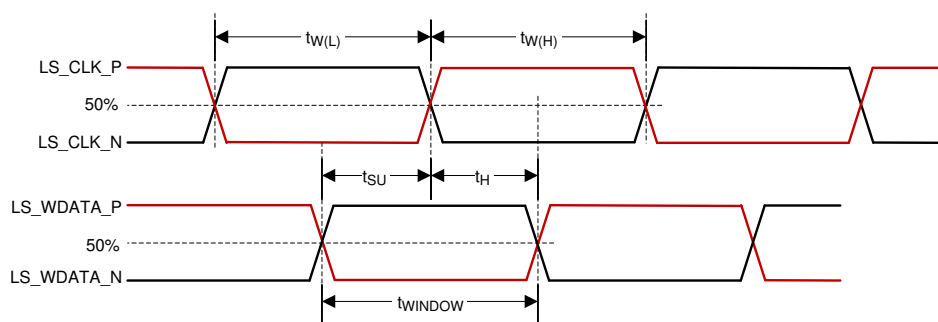 tW(L) tW(H)
LS_CLK_P
50%
LS_CLK_N
tSU tH
LS_WDATA_P
50%
LS_WDATA_N
tWINDOW